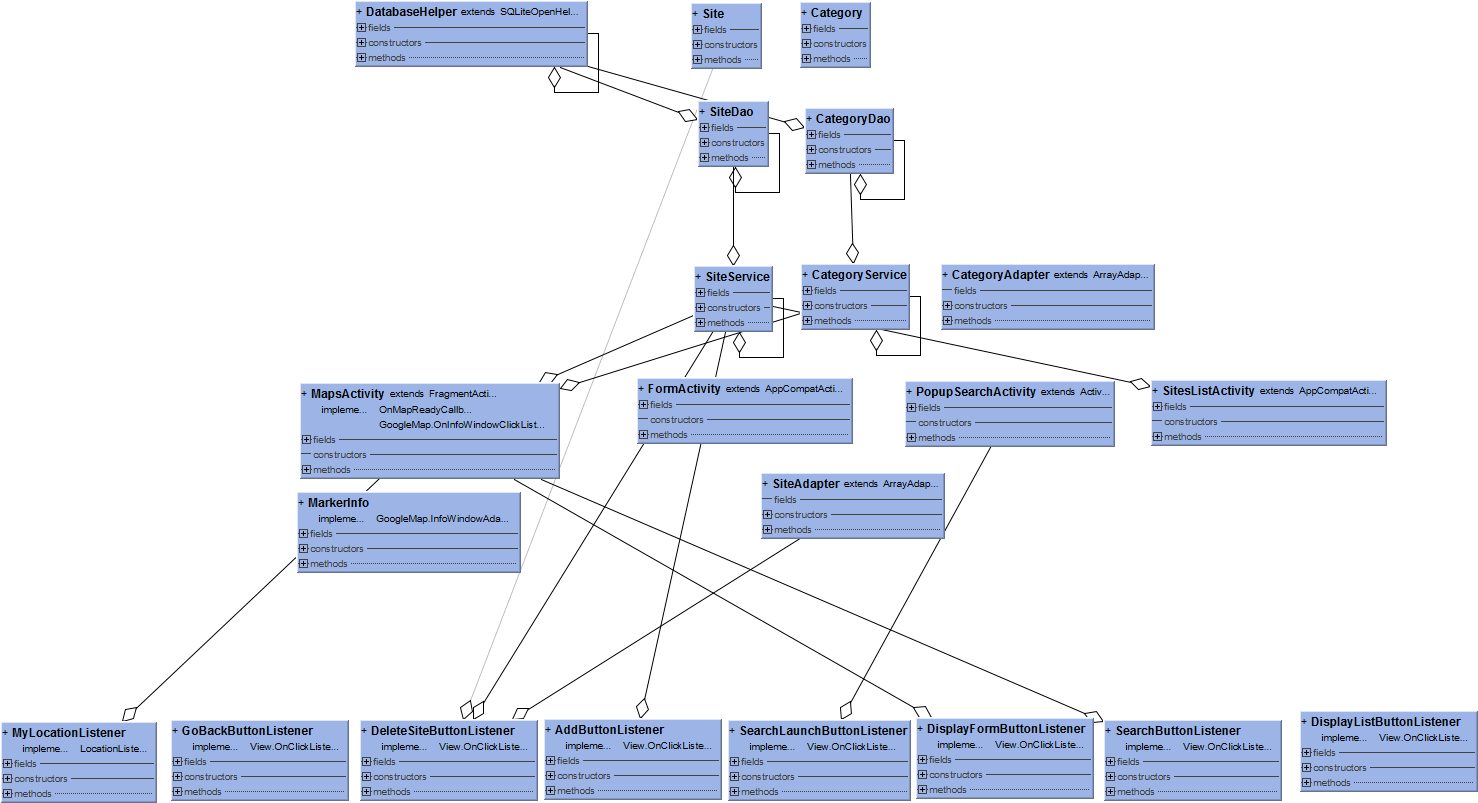 + DatabaseHelper extends SQLiteOpenHel...
fields
constructors
methods
+ Site
fields
constructors
methods
+ Category
fields
constructors
methods
+ SiteDao
fields
constructors
methods
+ CategoryDao
fields
constructors
methods
+ SiteService
fields
constructors
methods
+ CategoryService
fields
constructors
methods
+ CategoryAdapter extends ArrayAdap...
fields
constructors
methods
+ MapsActivity extends FragmentActi...
impleme... OnMapReadyCallb...
GoogleMap.OnInfoWindowClickList...
fields
constructors
methods
+ FormActivity extends AppCompatActi...
fields
constructors
methods
+ PopupSearchActivity extends Activ...
fields
constructors
methods
+ SitesListActivity extends AppCompatActi...
fields
constructors
methods
+ SiteAdapter extends ArrayAdap...
fields
constructors
methods
+ MarkerInfo
impleme... GoogleMap.InfoWindowAda...
fields
constructors
methods
+ MyLocationListener
impleme... LocationListe...
fields
constructors
methods
+ GoBackButtonListener
impleme... View.OnClickListe...
fields
constructors
methods
+ DeleteSiteButtonListener
impleme... View.OnClickListe...
fields
constructors
methods
+ AddButtonListener
impleme... View.OnClickListe...
fields
constructors
methods
+ SearchLaunchButtonListener
impleme... View.OnClickListe...
fields
constructors
methods
+ DisplayFormButtonListener
impleme... View.OnClickListe...
fields
constructors
methods
+ SearchButtonListener
impleme... View.OnClickListe...
fields
constructors
methods
+ DisplayListButtonListener
impleme... View.OnClickListe...
fields
constructors
methods